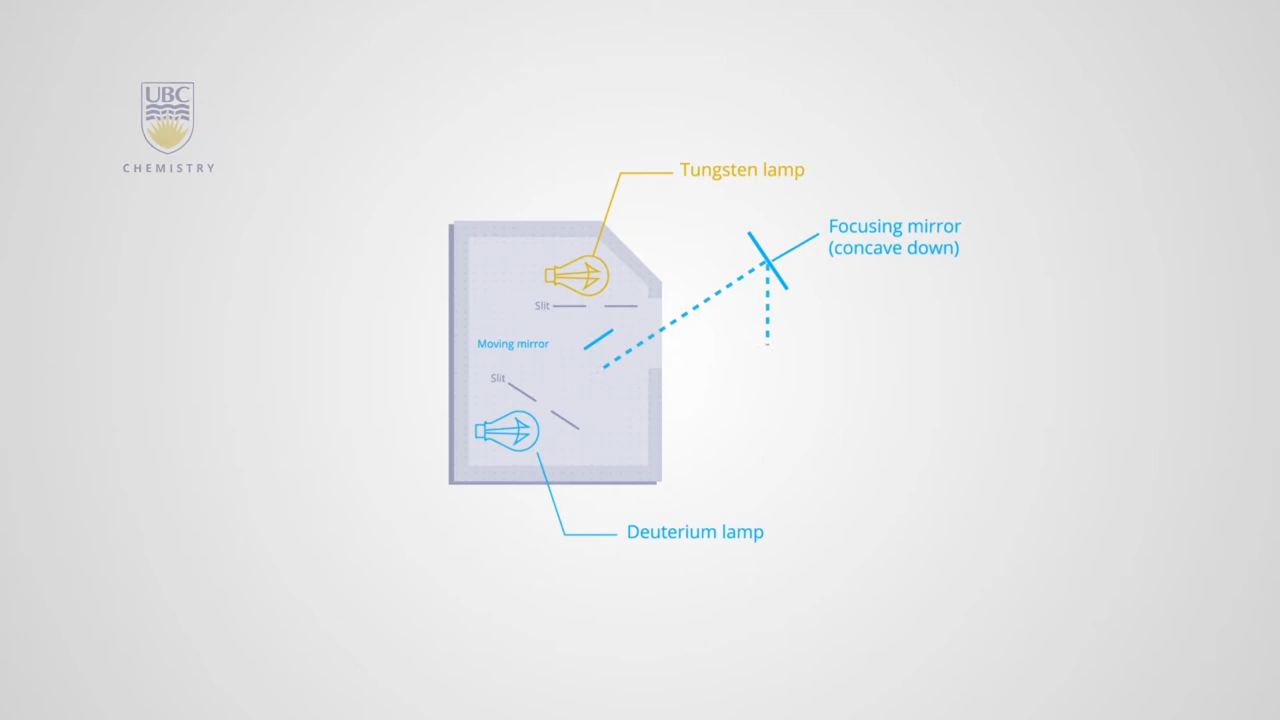 UBC
CHEMISTRY
Tungsten lamp
Focusing mirror
(concave down)
Slit
Moving mirror
Slit
Deuterium lamp